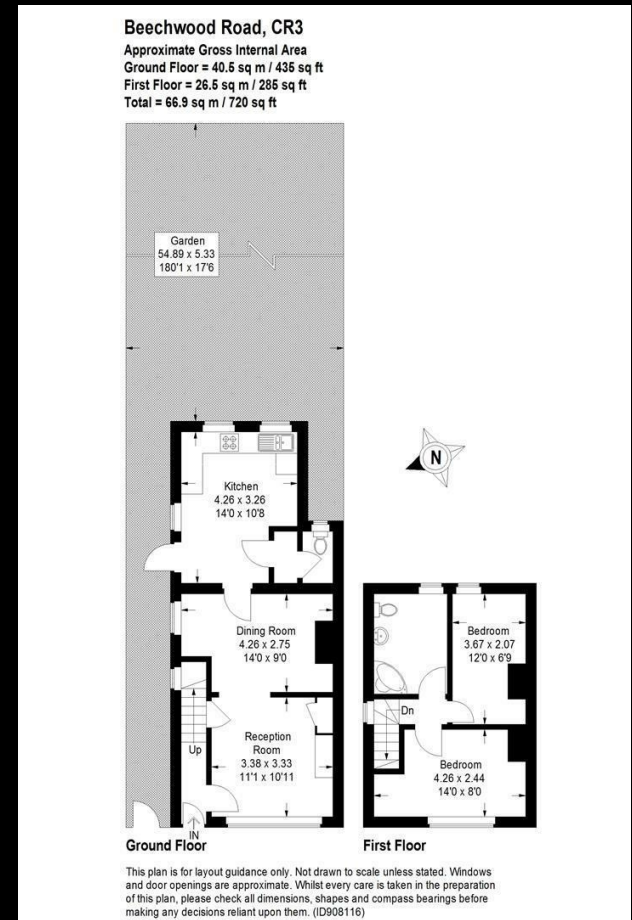 Beechwood Road, CR3
Approximate Gross Internal Area
Ground Floor = 40.5 sq m / 435 sq ft
First Floor = 26.5 sq m / 285 sq ft
Total = 66.9 sq m / 720 sq ft
Garden
54.89 x 5.33
180'1 x 17'6
N
Kitchen
4.26 x 3.26
14'0 x 10'8
Dining Room
4.26 x 2.75
14'0 x 9'0
Bedroom
3.67 x 2.07
12'0 x 6'9
Dn
Up
Reception
Room
3.38 x 3.33
11'1 x 10'11
Bedroom
4.26 x 2.44
14'0 x 8'0
IN
Ground Floor
First Floor
This plan is for layout guidance only. Not drawn to scale unless stated. Windows
and door openings are approximate. Whilst every care is taken in the preparation
of this plan, please check all dimensions, shapes and compass bearings before
making any decisions reliant upon them. (ID908116)